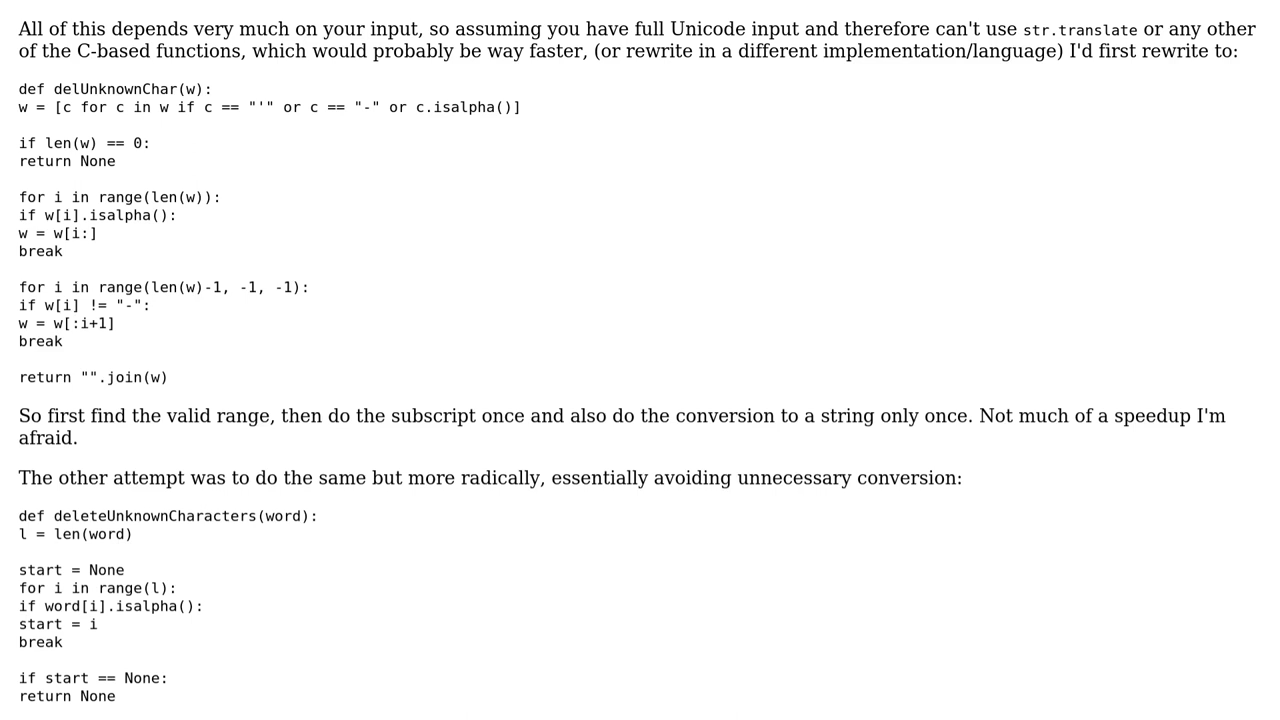 All of this depends very much on your input, so assuming you have full Unicode input and therefore can't use str.translate or any other
of the C-based functions, which would probably be way faster, (or rewrite in a different implementation/language) I'd first rewrite to:
def delUnknownChar(w):
w = [c for c in w if c == "'" or c == "-" or c.isalpha()]
if len(w) == 0:
return None
for i in range(len(w)):
if w[i].isalpha():
w = w[i:]
break
for i in range(len(w)-1, -1, -1):
if w[i] != "-":
w = w[:i+1]
break
return "".join(w)
So first find the valid range, then do the subscript once and also do the conversion to a string only once. Not much of a speedup I'm
afraid.
The other attempt was to do the same but more radically, essentially avoiding unnecessary conversion:
def deleteUnknownCharacters(word):
l = len(word)
start = None
for i in range(l):
if word[i].isalpha():
start = i
break
if start == None:
return None